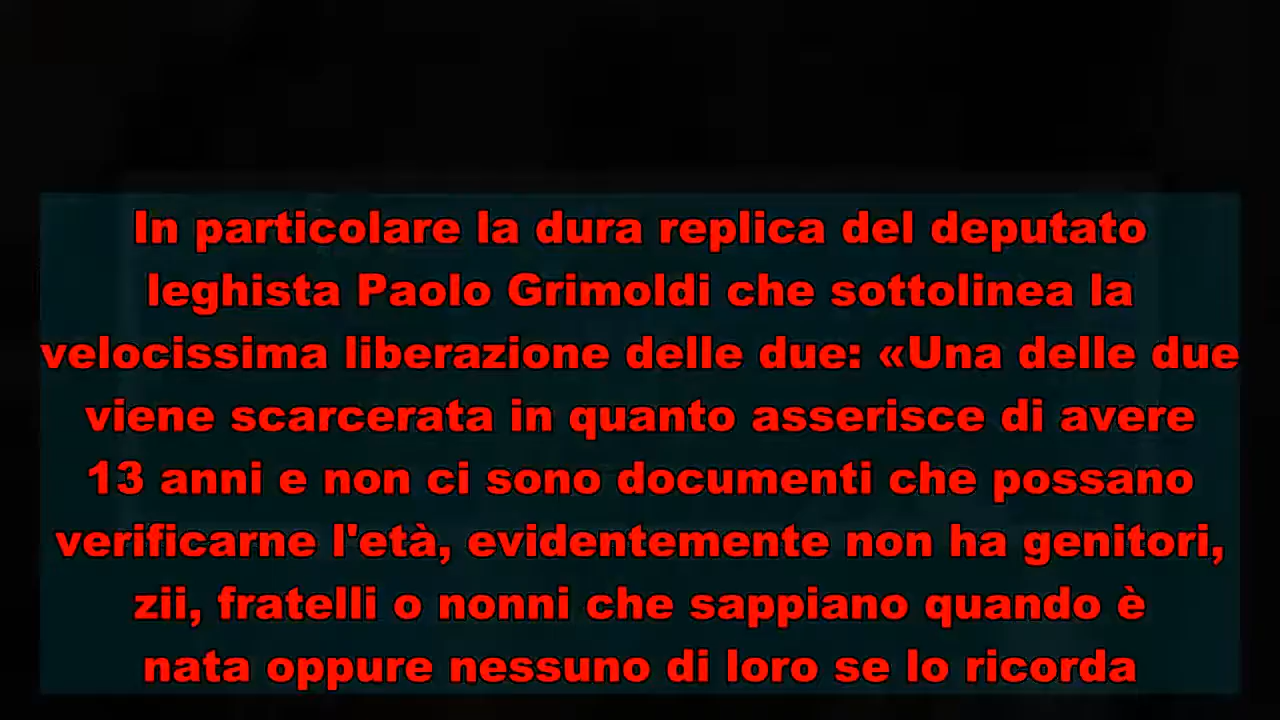 In particolare la dura replica del deputato
leghista Paolo Grimoldi che sottolinea la
velocissima liberazione delle due: «Una delle due
viene scarcerata in quanto asserisce di avere
13 anni e non ci sono documenti che possano
verificarne l'età, evidentemente non ha genitori,
zii, fratelli o nonni che sappiano quando è
nata oppure nessuno di loro se lo ricorda